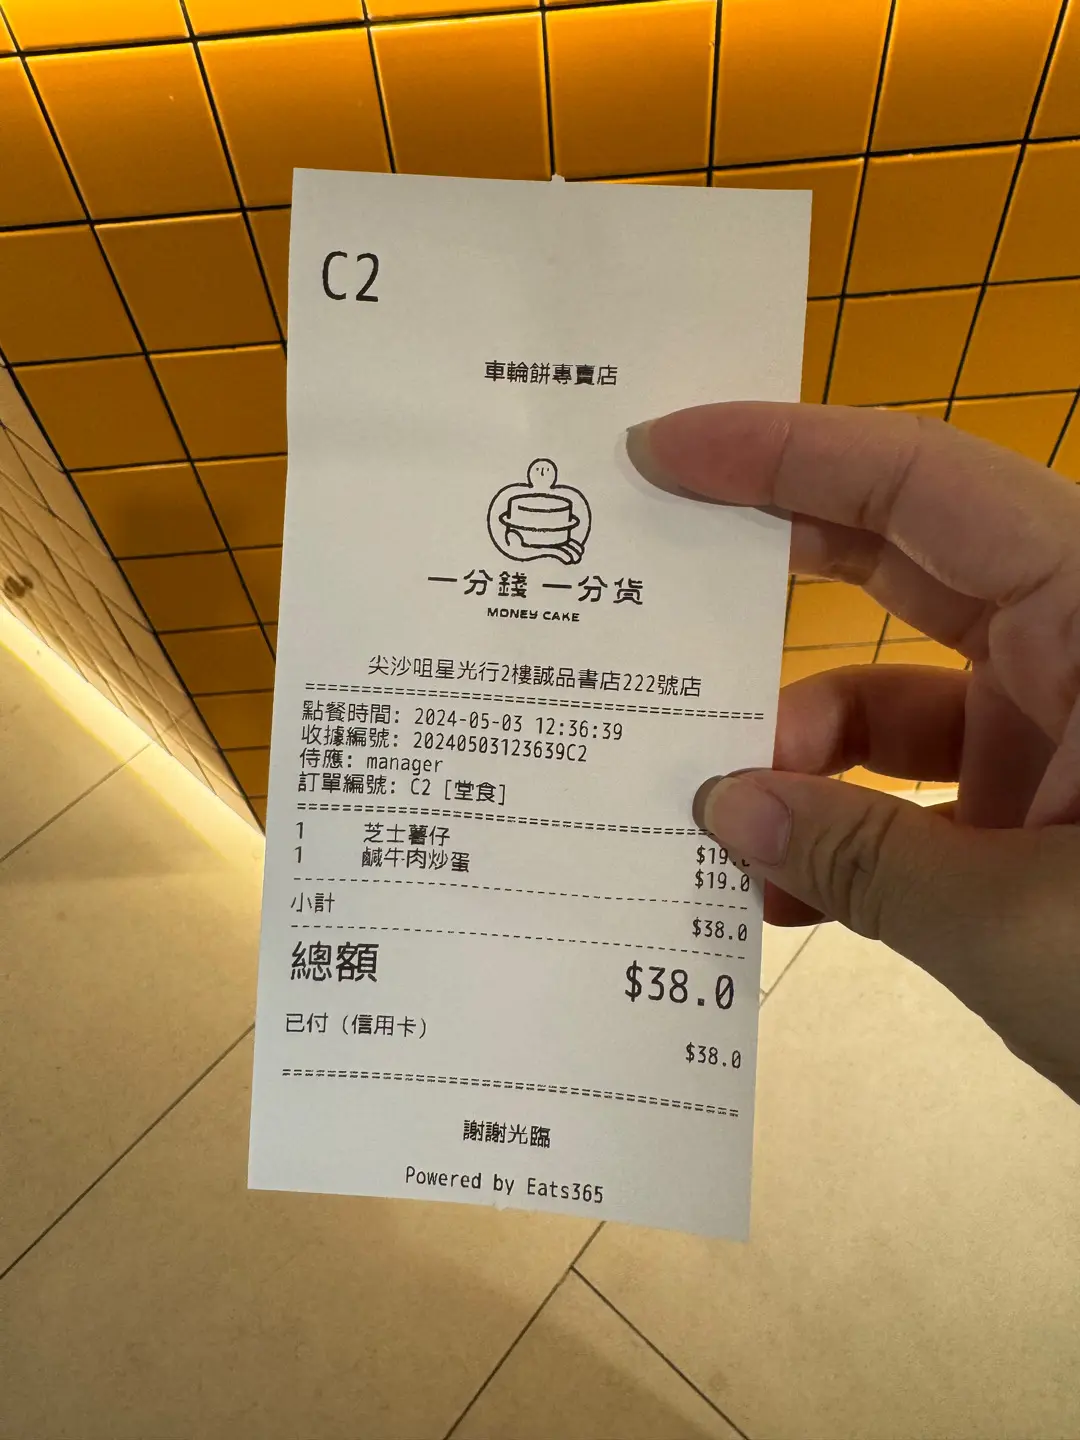 C2
車輪餅專賣店
一分錢 一分貨
MONEY CAKE
尖沙咀星光行2樓誠品書店222號店
點餐時間: 2024-05-03 12:36:39
收據編號: 20240503123639C2
侍應: manager
訂單編號: C2 [堂食]
1 芝士薯仔 $19.0
1 鹹牛肉炒蛋 $19.0
小計 $38.0
總額 $38.0
已付 (信用卡) $38.0
謝謝光臨
Powered by Eats365